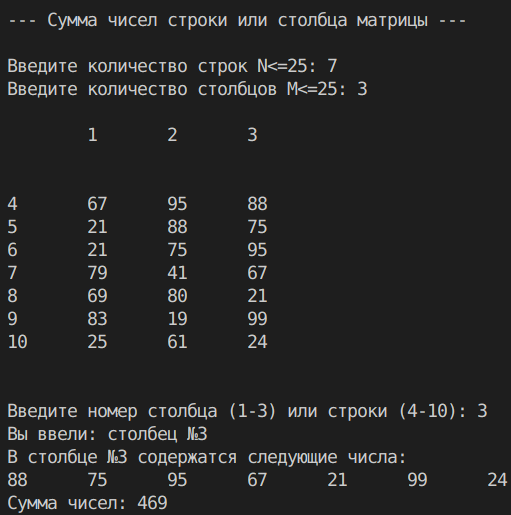 --- Сумма чисел строки или столбца матрицы ---
Введите количество строк N<=25: 7
Введите количество столбцов M<=25: 3
1 2 3
4 67 95 88
5 21 88 75
6 21 75 95
7 79 41 67
8 69 80 21
9 83 19 99
10 25 61 24
Введите номер столбца (1-3) или строки (4-10): 3
Вы ввели: столбец №3
В столбце №3 содержатся следующие числа:
88 75 95 67 21 99 24
Сумма чисел: 469